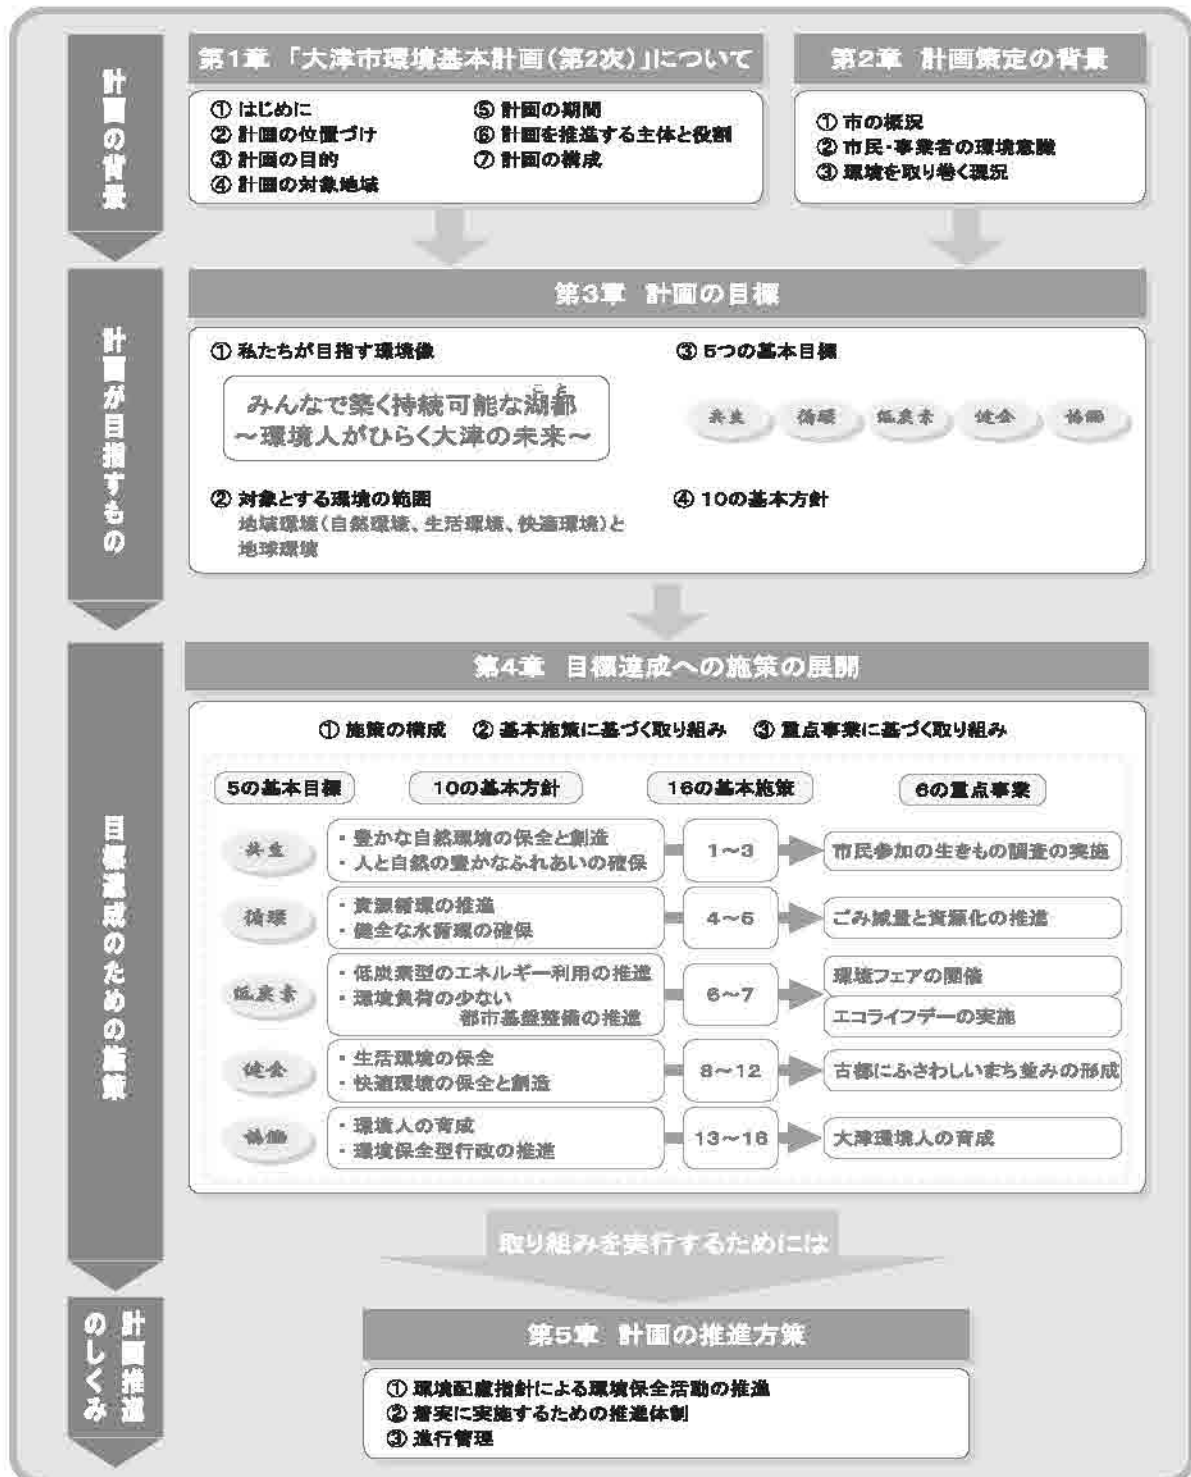 計画の背景
第1章 「大津市環境基本計画(第2次)」について
① はじめに
② 計画の位置づけ
③ 計画の目的
④ 計画の対象地域
⑤ 計画の期間
⑥ 計画を推進する主体と役割
⑦ 計画の構成
第2章 計画策定の背景
① 市の概況
② 市民・事業者の環境意識
③ 環境を取り巻く現況
計画が目指すもの
第3章 計画の目標
① 私たちが目指す環境像
こ と
みんなで築く持続可能な湖都
～環境人がひらく大津の未来～
② 対象とする環境の範囲
地域環境(自然環境、生活環境、快適環境)と
地球環境
③ 5つの基本目標
共生 循環 低炭素 健全 協働
④ 10の基本方針
目標達成のための施策
第4章 目標達成への施策の展開
① 施策の構成 ② 基本施策に基づく取り組み ③ 重点事業に基づく取り組み
5の基本目標 10の基本方針 16の基本施策 6の重点事業
共生
・豊かな自然環境の保全と創造
・人と自然の豊かなふれあいの確保
1～3
市民参加の生きもの調査の実施
循環
・資源循環の推進
・健全な水循環の確保
4～5
ごみ減量と資源化の推進
低炭素
・低炭素型のエネルギー利用の推進
・環境負荷の少ない
都市基盤整備の推進
6～7
環境フェアの開催
エコライフデーの実施
健全
・生活環境の保全
・快適環境の保全と創造
8～12
古都にふさわしいまち並みの形成
協働
・環境人の育成
・環境保全型行政の推進
13～16
大津環境人の育成
取り組みを実行するためには
計画推進
のしくみ
第5章 計画の推進方策
① 環境配慮指針による環境保全活動の推進
② 着実に実施するための推進体制
③ 進行管理